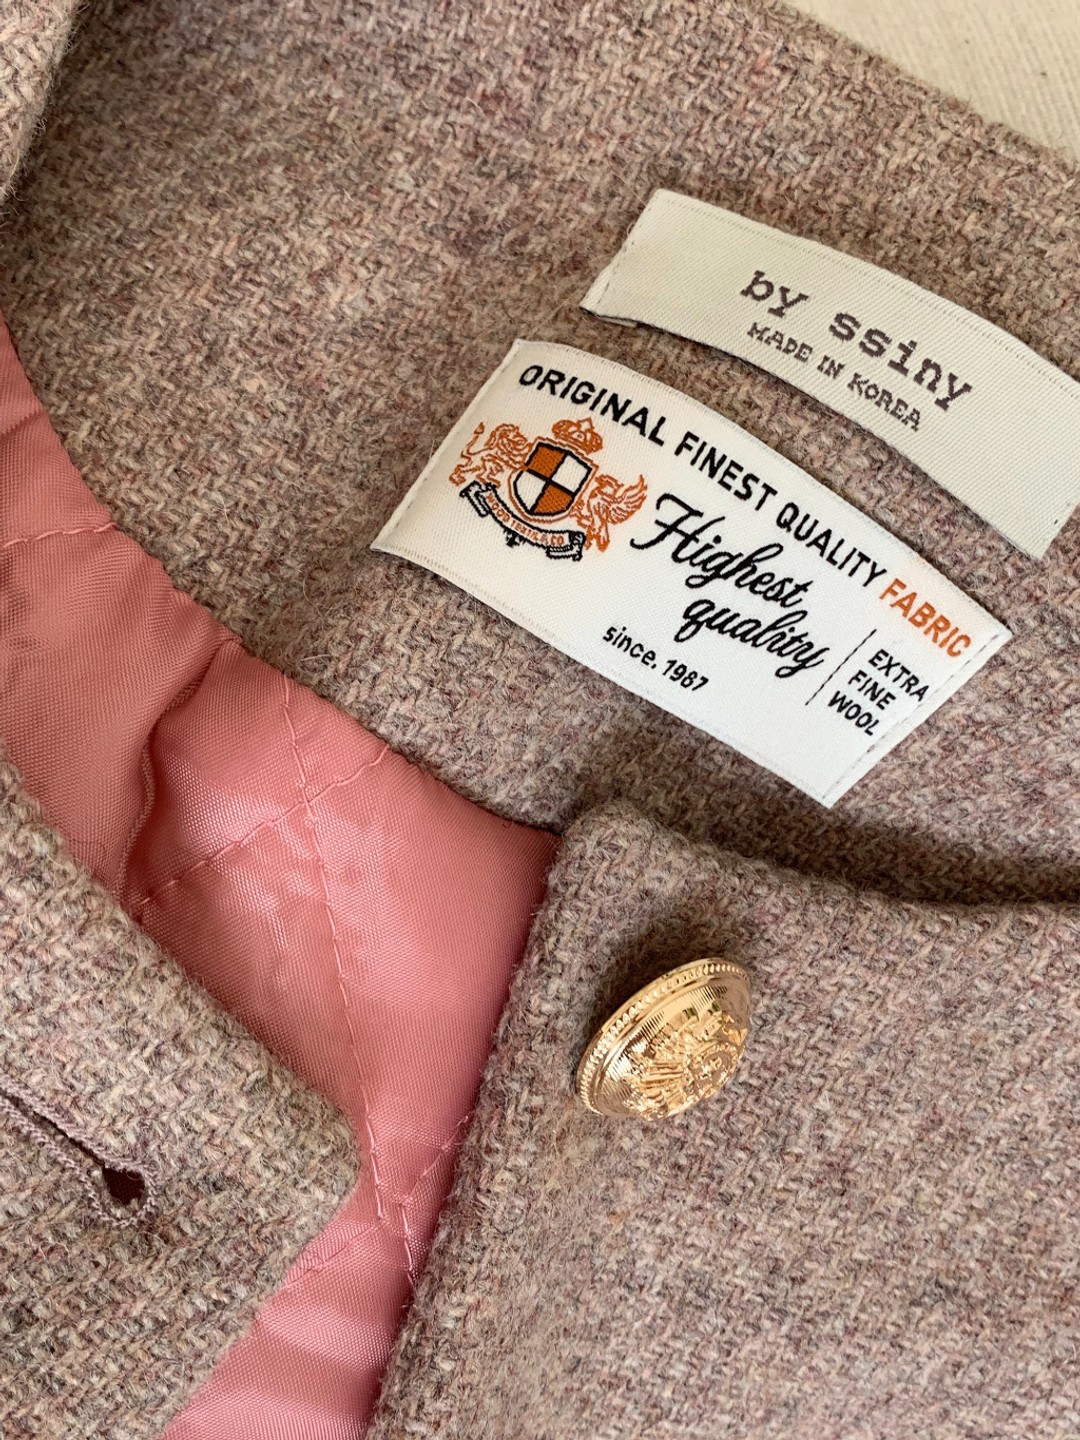 by ssiny
MADE IN KOREA
ORIGINAL FINEST QUALITY FABRIC
Highest
quality
since. 1987
EXTRA
FINE
WOOL